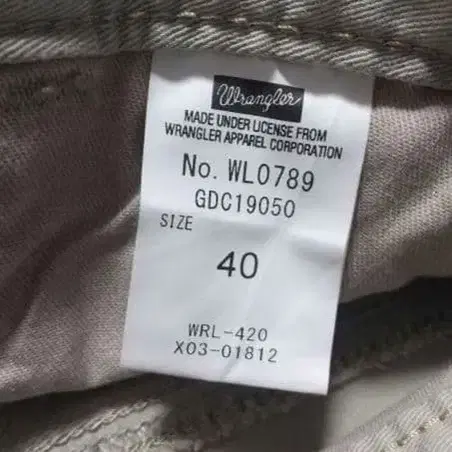 Wrangler
MADE UNDER LICENSE FROM
WRANGLER APPAREL CORPORATION
No. WL0789
GDC19050
SIZE
40
WRL-420
X03-01812